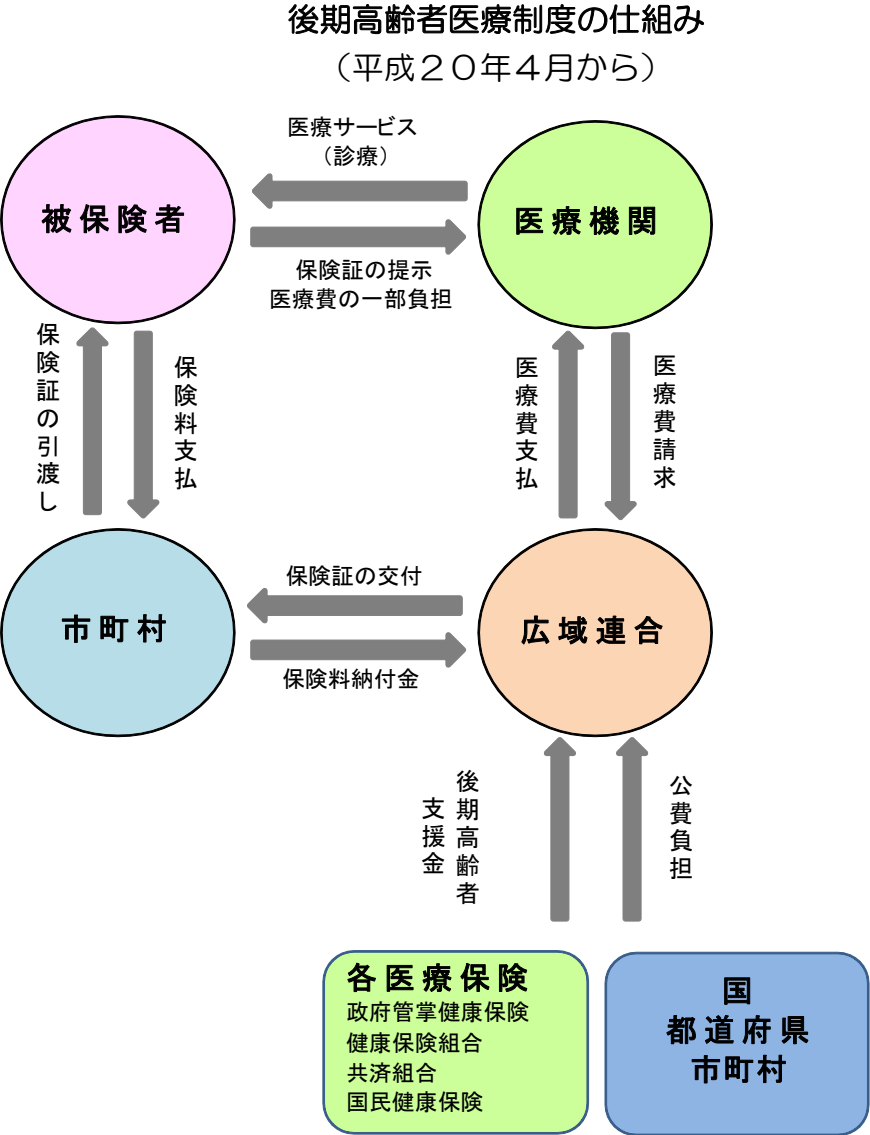 後期高齢者医療制度の仕組み
（平成２０年４月から）
医療サービス
（診療）
被保険者
医療機関
保険証の提示
医療費の一部負担
保険証の引渡し
保険料支払
医療費支払
医療費請求
保険証の交付
市町村
広域連合
保険料納付金
後期高齢者
支援金
公費負担
各医療保険
政府管掌健康保険
健康保険組合
共済組合
国民健康保険
国
都道府県
市町村